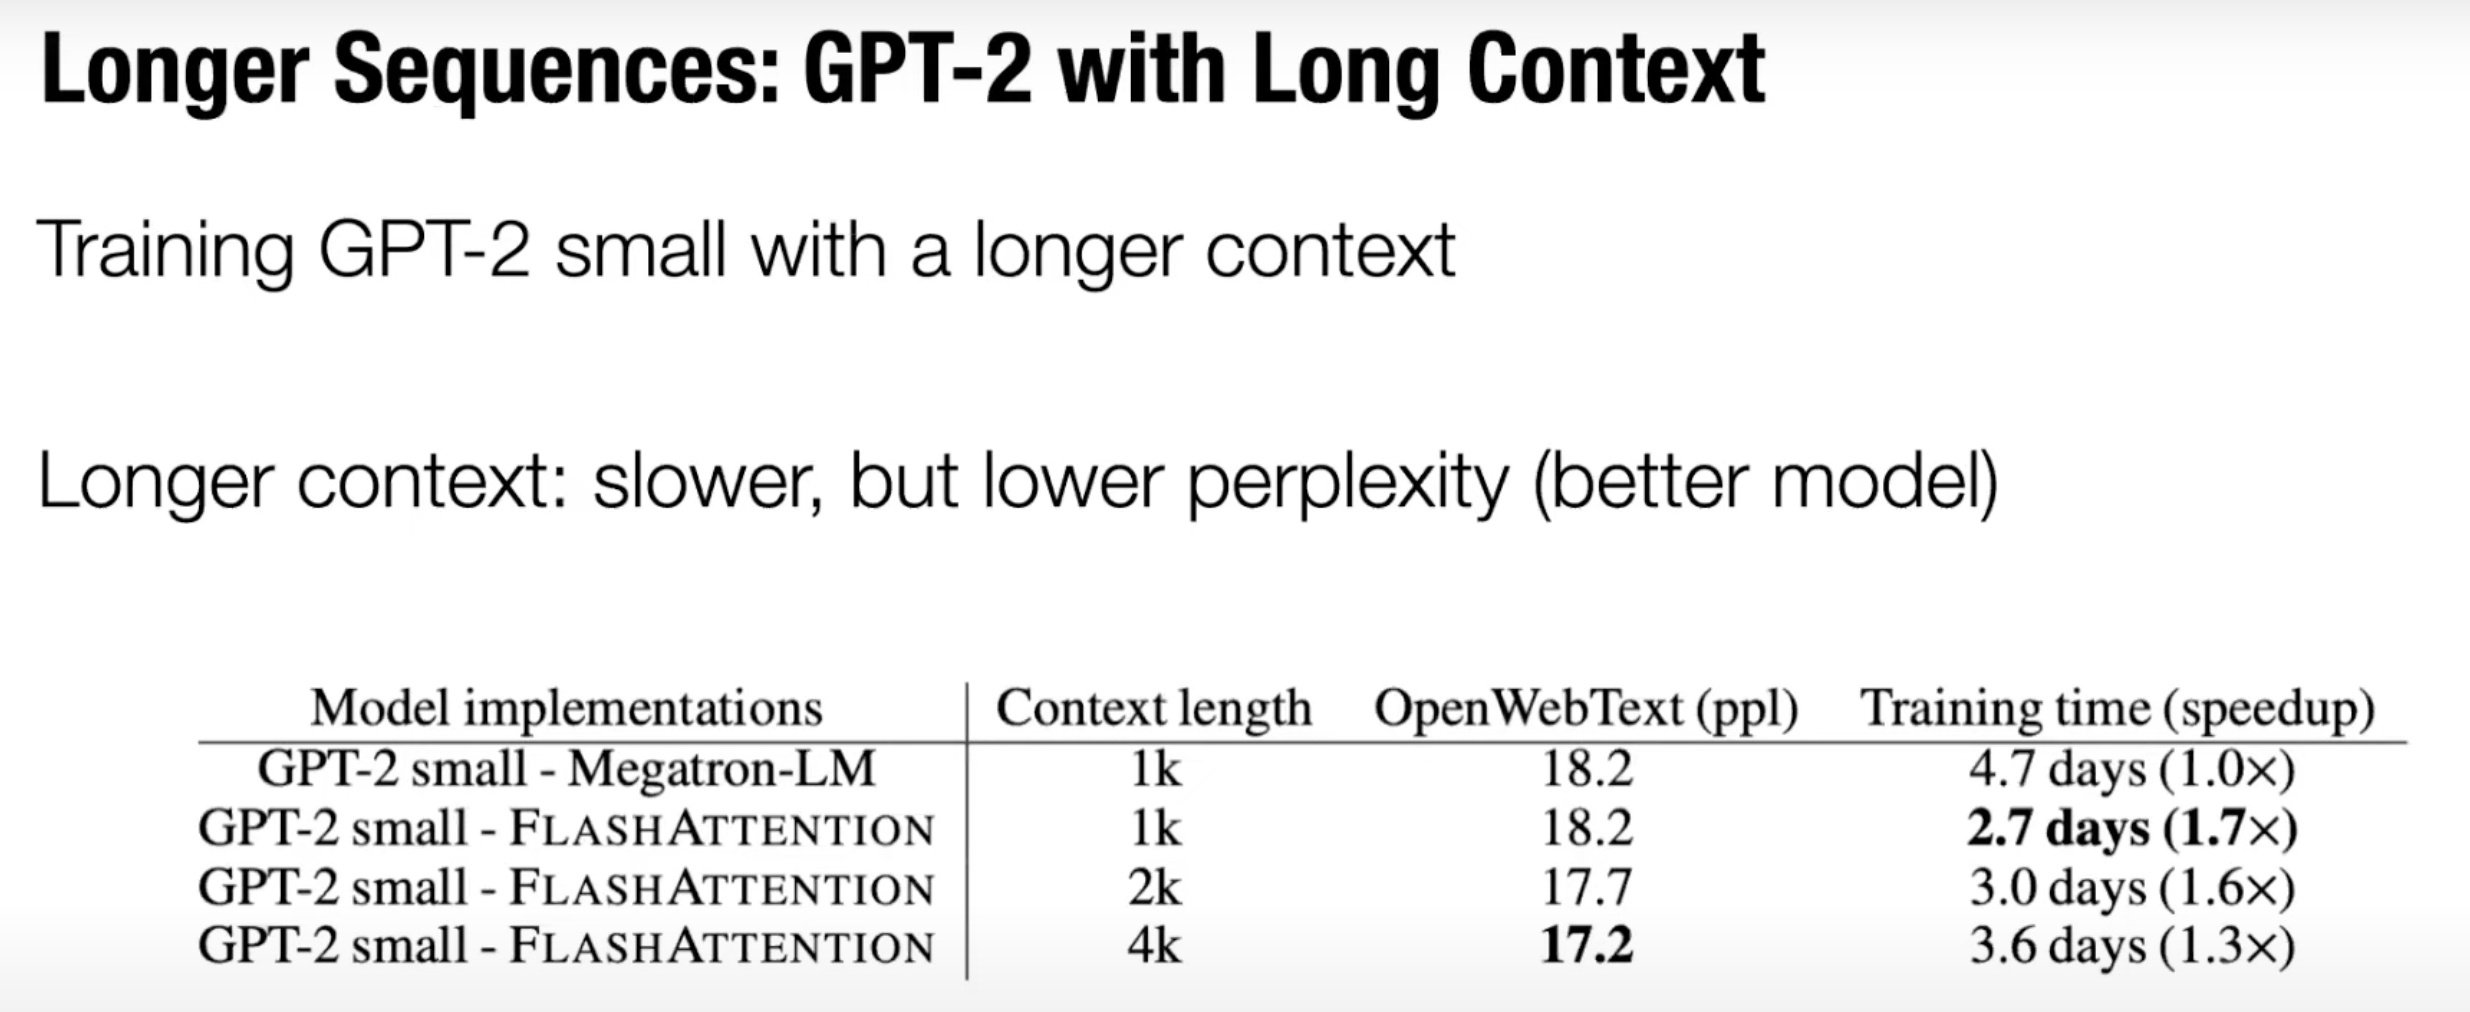 Longer Sequences: GPT-2 with Long Context
Training GPT-2 small with a longer context
Longer context: slower, but lower perplexity (better model)
Model implementations Context length OpenWebText (ppl) Training time (speedup)
GPT-2 small - Megatron-LM 1k 18.2 4.7 days (1.0×)
GPT-2 small - FLASHATTENTION 1k 18.2 2.7 days (1.7×)
GPT-2 small - FLASHATTENTION 2k 17.7 3.0 days (1.6×)
GPT-2 small - FLASHATTENTION 4k 17.2 3.6 days (1.3×)